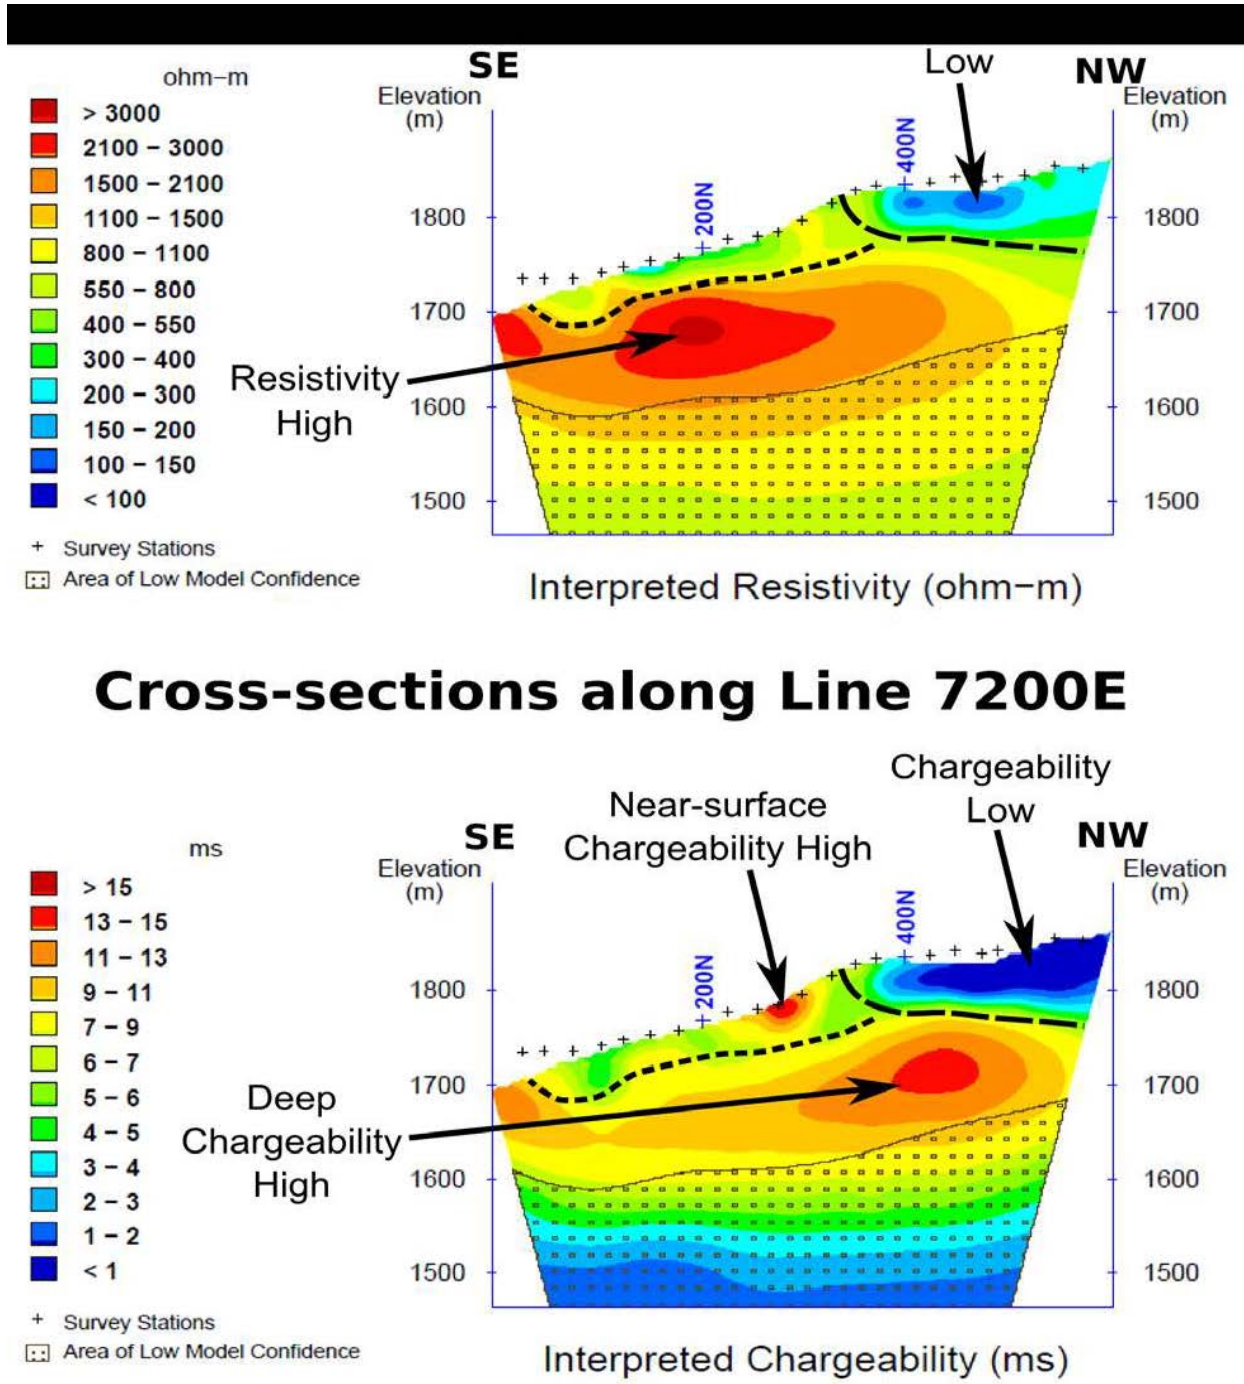 SE
Low
NW
ohm−m
Elevation
(m)
Elevation
(m)
> 3000
2100 − 3000
1500 − 2100
1100 − 1500
800 − 1100
550 − 800
400 − 550
300 − 400
200 − 300
150 − 200
100 − 150
< 100
+ Survey Stations
Area of Low Model Confidence
200N
400N
1800
1700
1600
1500
1800
1700
1600
1500
Resistivity
High
Interpreted Resistivity (ohm−m)
Cross-sections along Line 7200E
Chargeability
Low
Near-surface
Chargeability High
SE
NW
ms
Elevation
(m)
Elevation
(m)
> 15
13 − 15
11 − 13
9 − 11
7 − 9
6 − 7
5 − 6
4 − 5
3 − 4
2 − 3
1 − 2
< 1
+ Survey Stations
Area of Low Model Confidence
200N
400N
1800
1700
1600
1500
1800
1700
1600
1500
Deep
Chargeability
High
Interpreted Chargeability (ms)